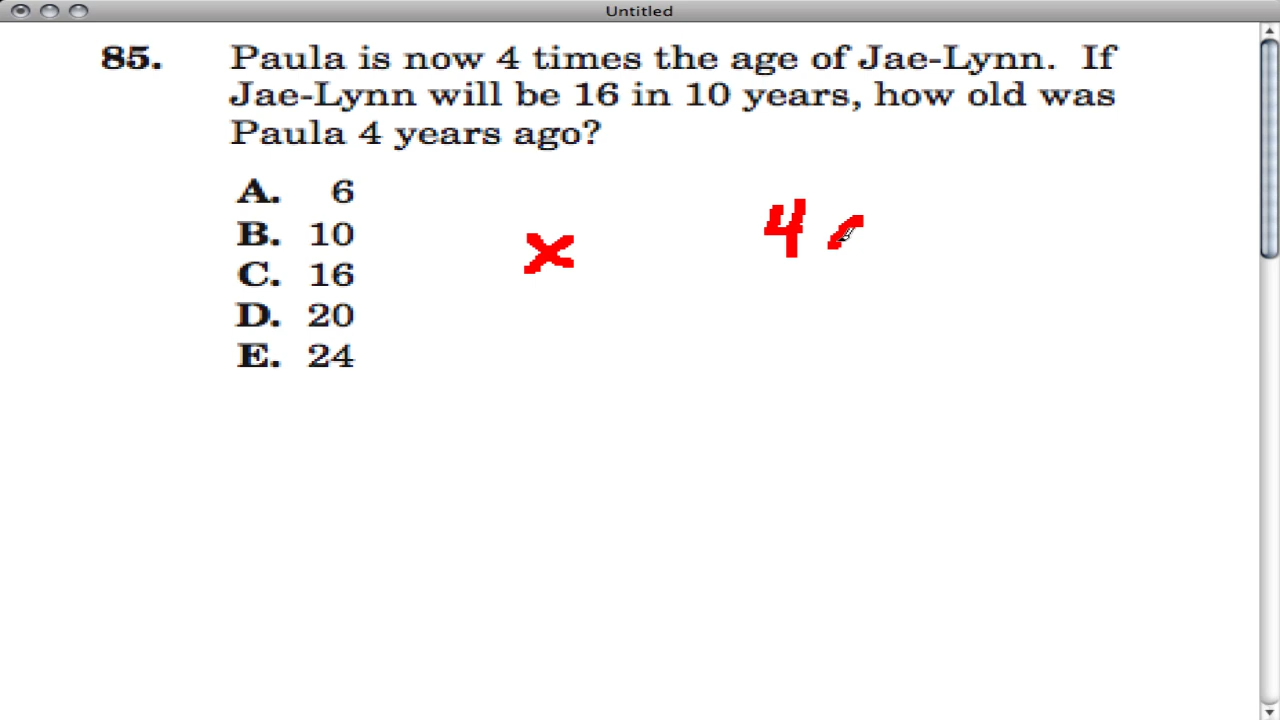 Untitled
85. Paula is now 4 times the age of Jae-Lynn. If
Jae-Lynn will be 16 in 10 years, how old was
Paula 4 years ago?
A. 6
B. 10
C. 16
D. 20
E. 24
x 4